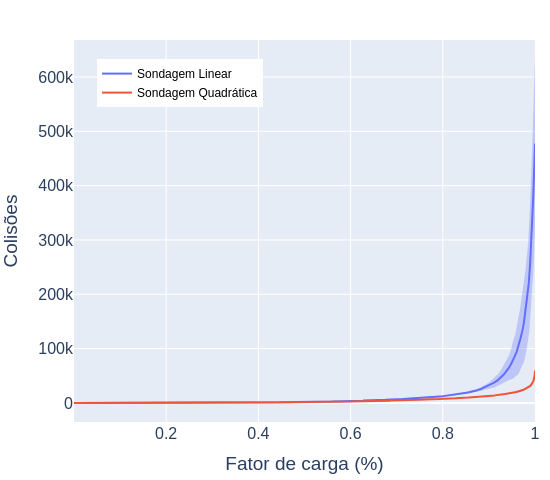 Sondagem Linear
Sondagem Quadrática
Colisões
600k
500k
400k
300k
200k
100k
0
0.2
0.4
0.6
0.8
1
Fator de carga (%)